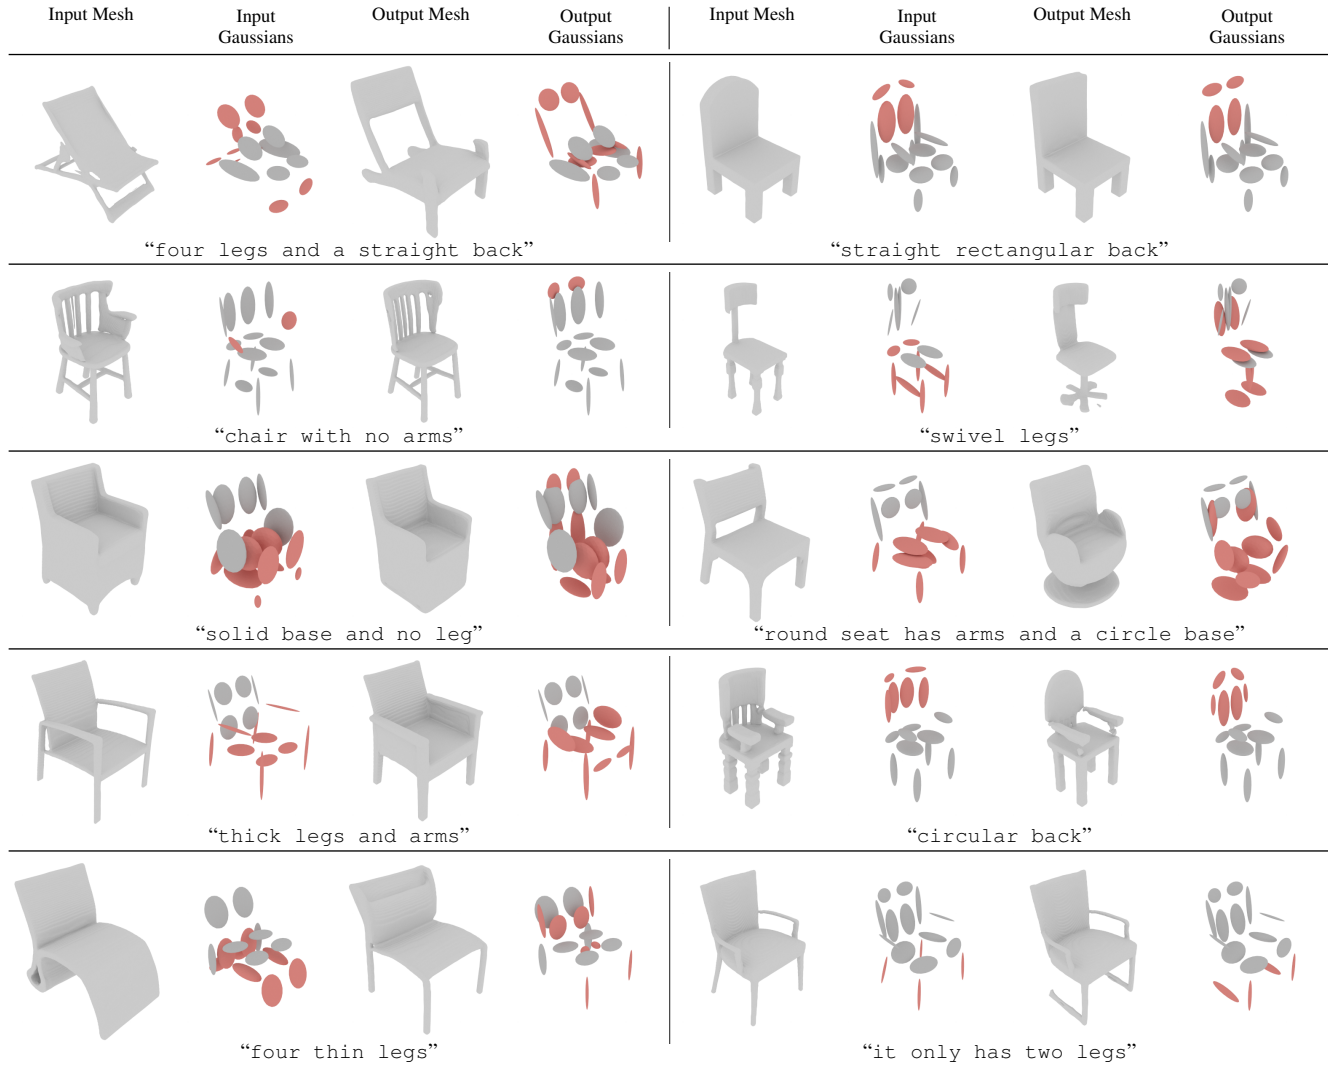 Input Mesh Input Gaussians Output Mesh Output Gaussians Input Mesh Input Gaussians Output Mesh Output Gaussians
“four legs and a straight back” “straight rectangular back”
“chair with no arms” “swivel legs”
“solid base and no leg” “round seat has arms and a circle base”
“thick legs and arms” “circular back”
“four thin legs” “it only has two legs”